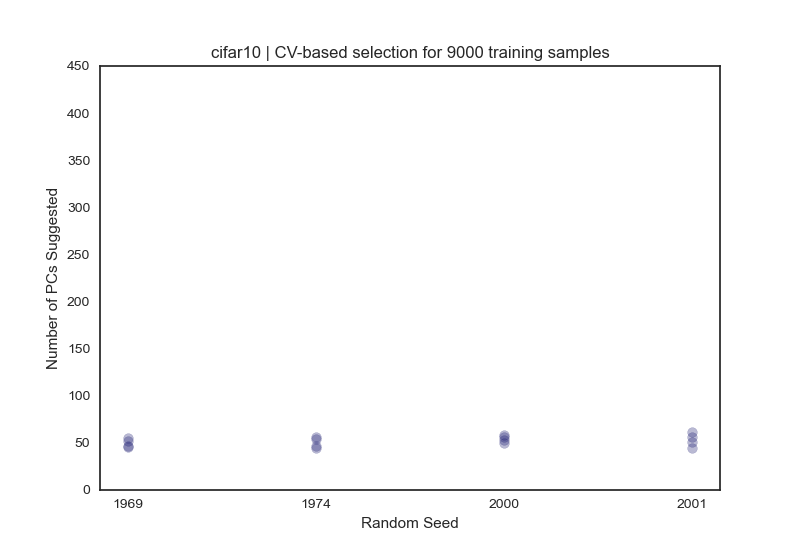 cifar10 | CV-based selection for 9000 training samples
450
400
350
300
250
200
150
100
50
0
Number of PCs Suggested
1969 1974 2000 2001
Random Seed